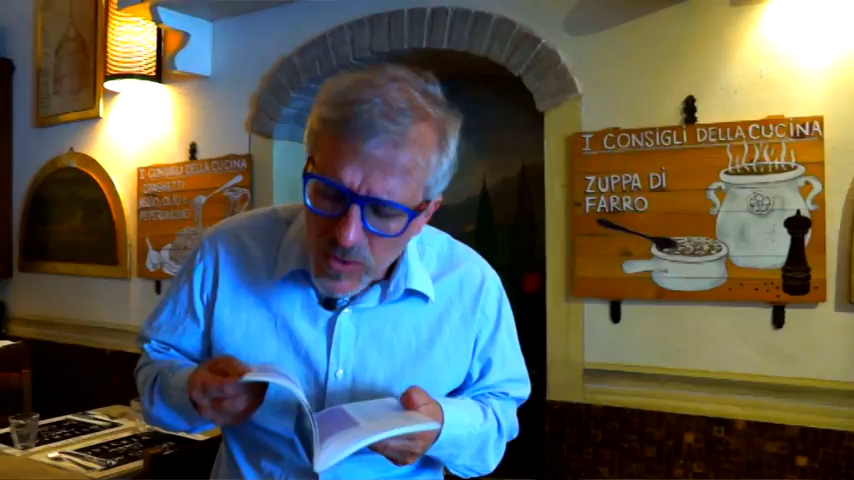 I CONSIGLI DELLA CUCINA
SPAGHETTI
AGLIO, OLIO e
PEPERONCINO
I CONSIGLI DELLA CUCINA
ZUPPA DI
FARRO